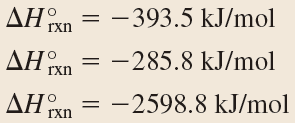 ΔH°rxn = −393.5 kJ/mol
ΔH°rxn = −285.8 kJ/mol
ΔH°rxn = −2598.8 kJ/mol